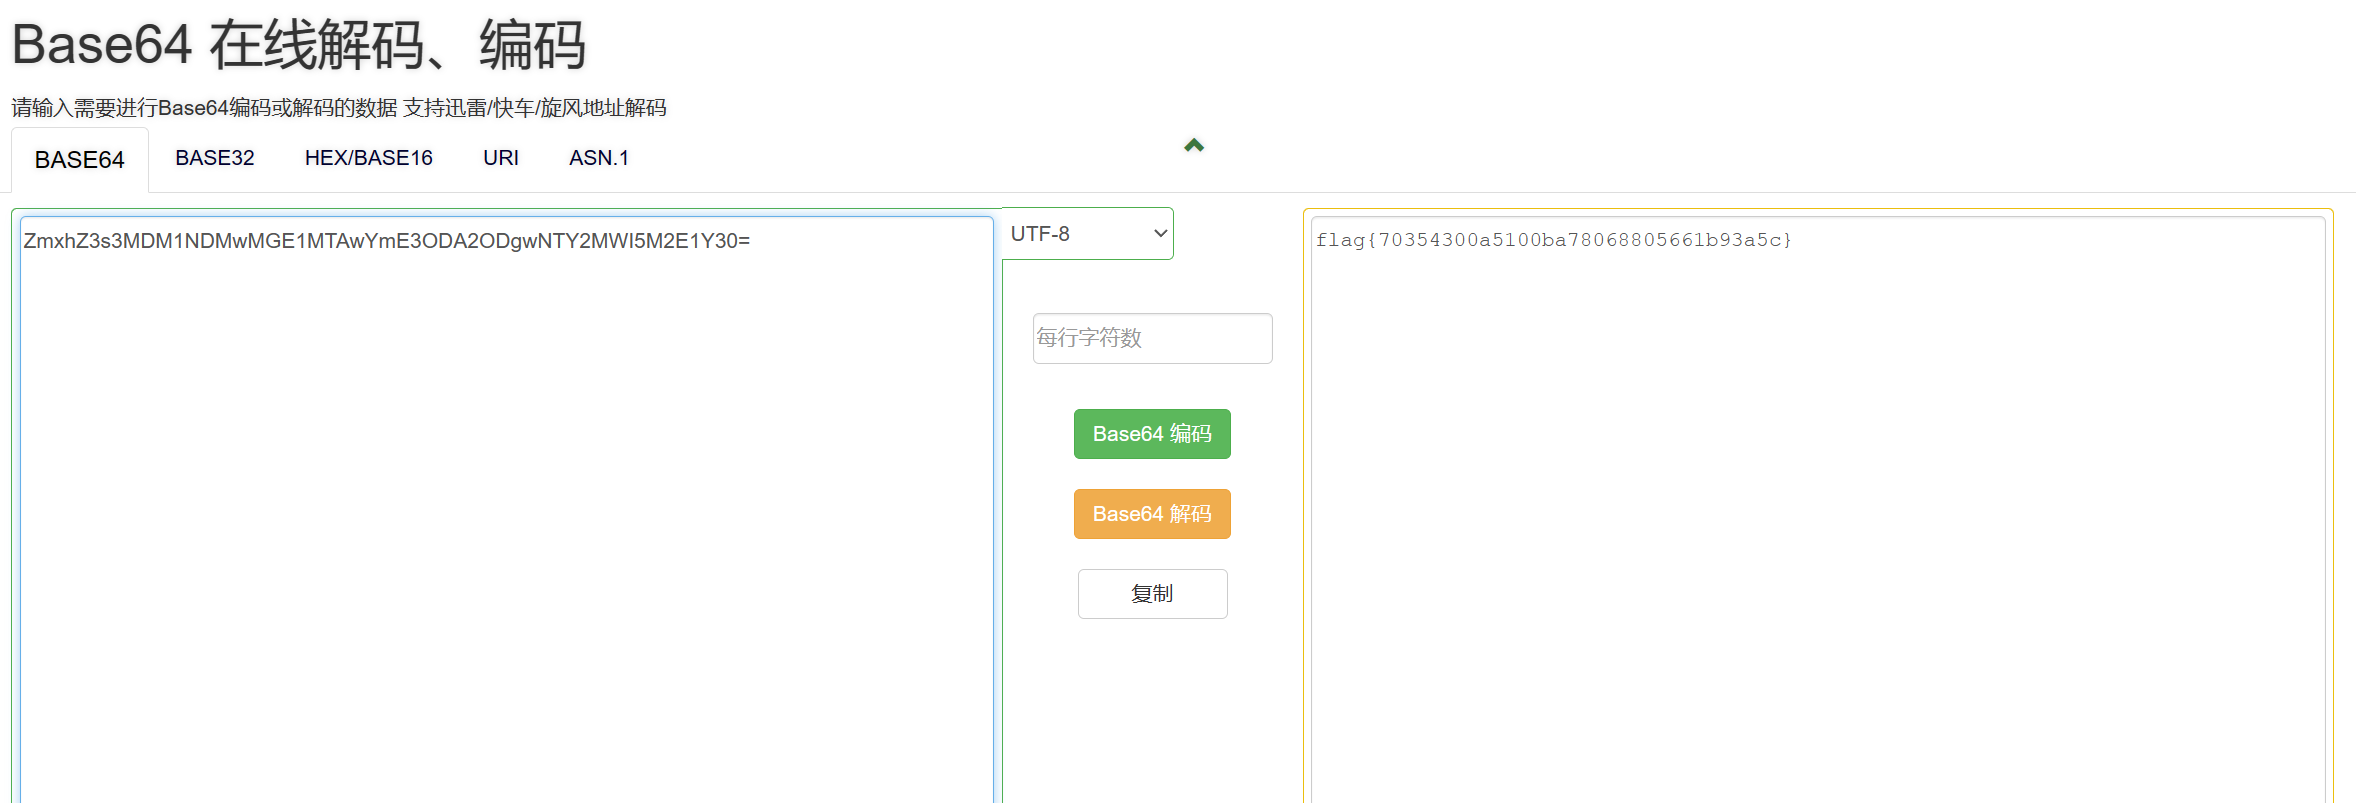 Base64 在线解码、编码
请输入需要进行Base64编码或解码的数据 支持迅雷/快车/旋风地址解码
BASE64 BASE32 HEX/BASE16 URI ASN.1
ZmxhZ3s3MDM1NDMwMGE1MTAwYmE3ODA2ODgwNTY2MWI5M2E1Y30=
UTF-8
每行字符数
Base64 编码
Base64 解码
复制
flag{70354300a5100ba78068805661b93a5c}